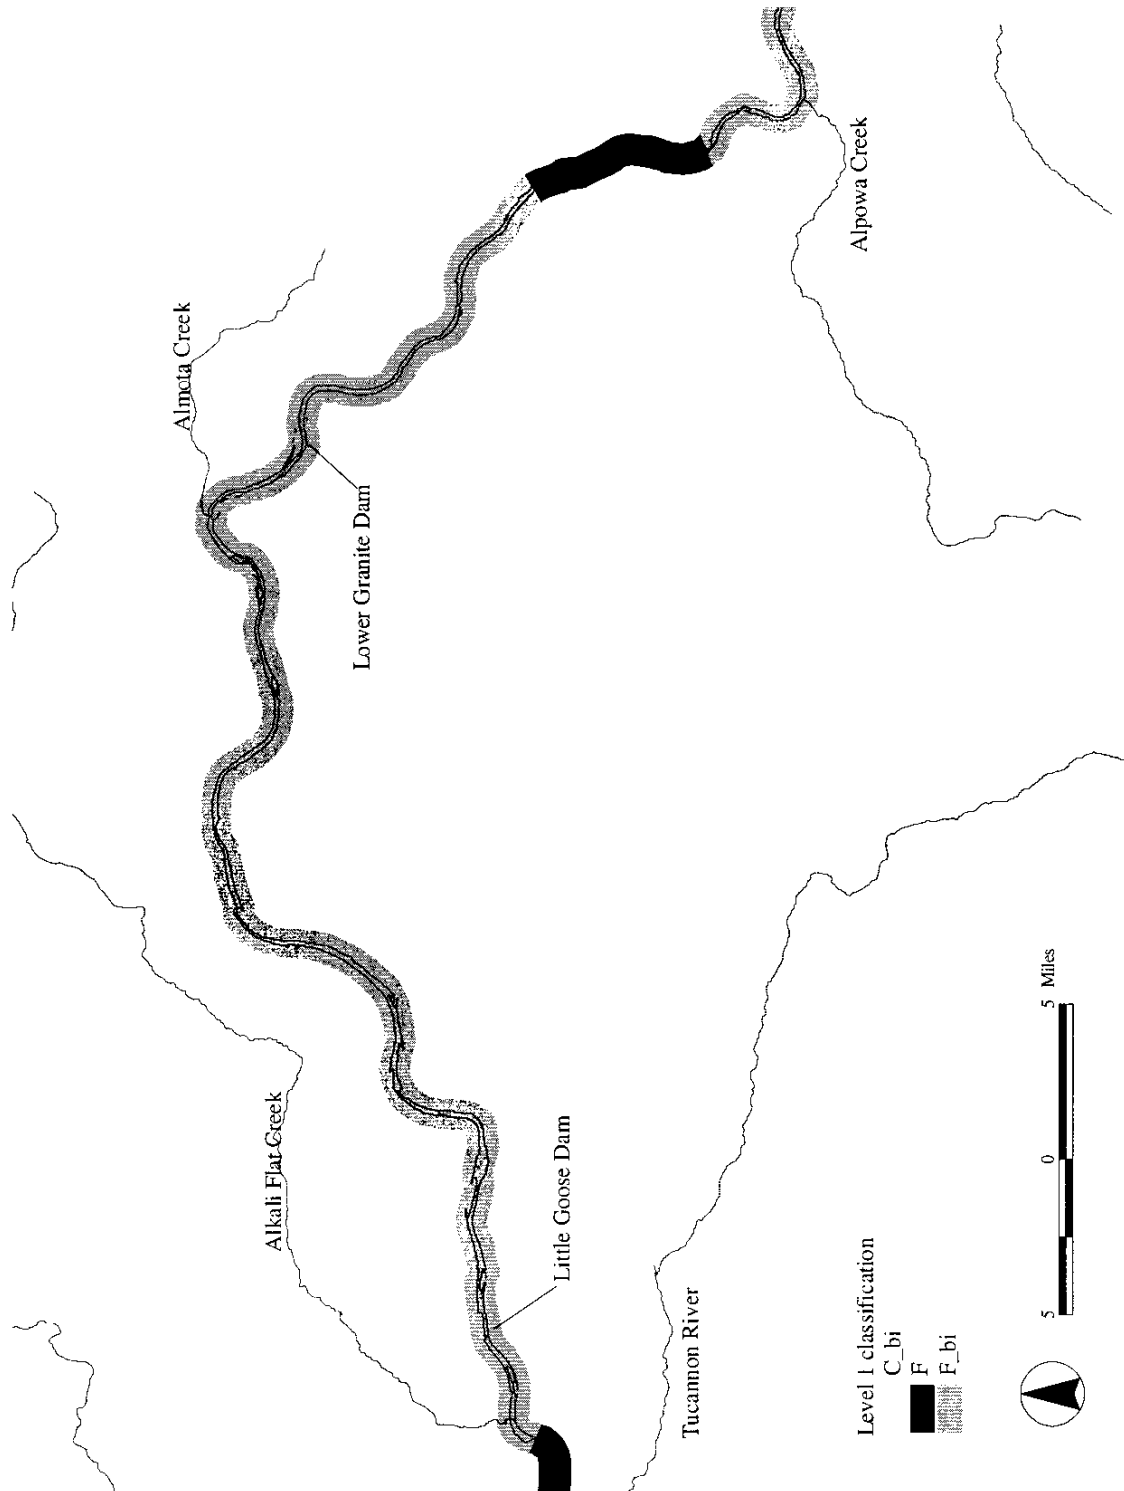 Almota Creek
Alpowa Creek
Lower Granite Dam
Alkali Flat Creek
Little Goose Dam
Tucannon River
Level 1 classification
C_bi
F
F_bi
5 0 5 Miles